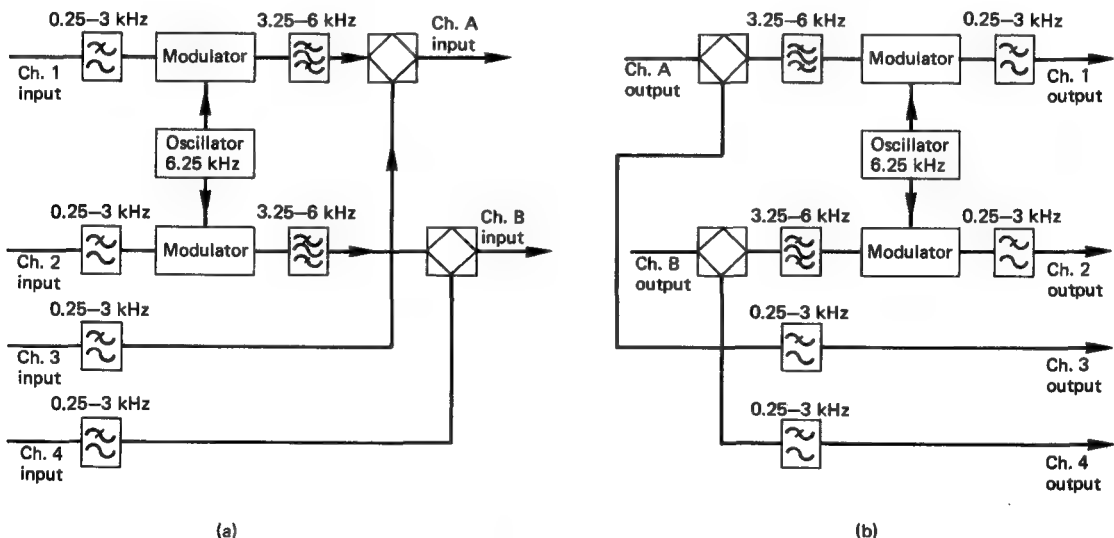 0.25–3 kHz
3.25–6 kHz
Ch. A
input
Modulator
Ch. 1
input
Oscillator
6.25 kHz
0.25–3 kHz
3.25–6 kHz
Ch. B
input
Modulator
Ch. 2
input
0.25–3 kHz
Ch. 3
input
0.25–3 kHz
Ch. 4
input
(a)
3.25–6 kHz
0.25–3 kHz
Modulator
Ch. A
output
Ch. 1
output
Oscillator
6.25 kHz
3.25–6 kHz
0.25–3 kHz
Modulator
Ch. B
output
Ch. 2
output
0.25–3 kHz
Ch. 3
output
0.25–3 kHz
Ch. 4
output
(b)